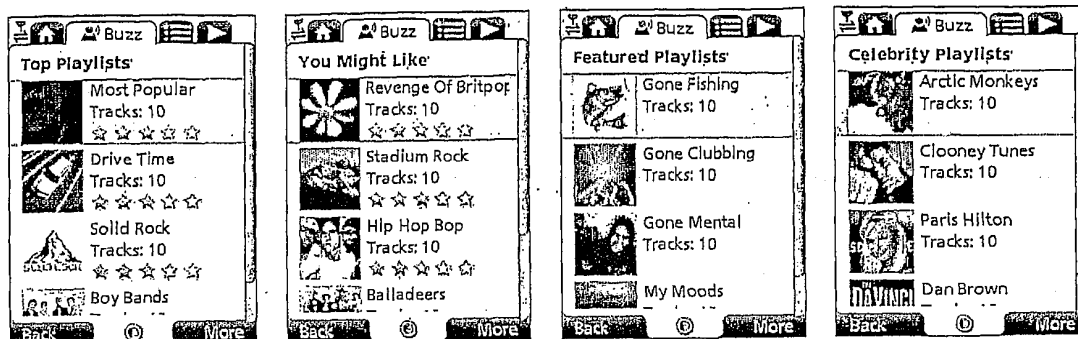 Buzz
Top Playlists
Most Popular
Tracks: 10
Drive Time
Tracks: 10
Solid Rock
Tracks: 10
Boy Bands
Back
More
Buzz
You Might Like
Revenge Of Britpop
Tracks: 10
Stadium Rock
Tracks: 10
Hip Hop Bop
Tracks: 10
Balladeers
Back
More
Buzz
Featured Playlists
Gone Fishing
Tracks: 10
Gone Clubbing
Tracks: 10
Gone Mental
Tracks: 10
My Moods
Back
More
Buzz
Celebrity Playlists
Arctic Monkeys
Tracks: 10
Clooney Tunes
Tracks: 10
Paris Hilton
Tracks: 10
Dan Brown
Back
More